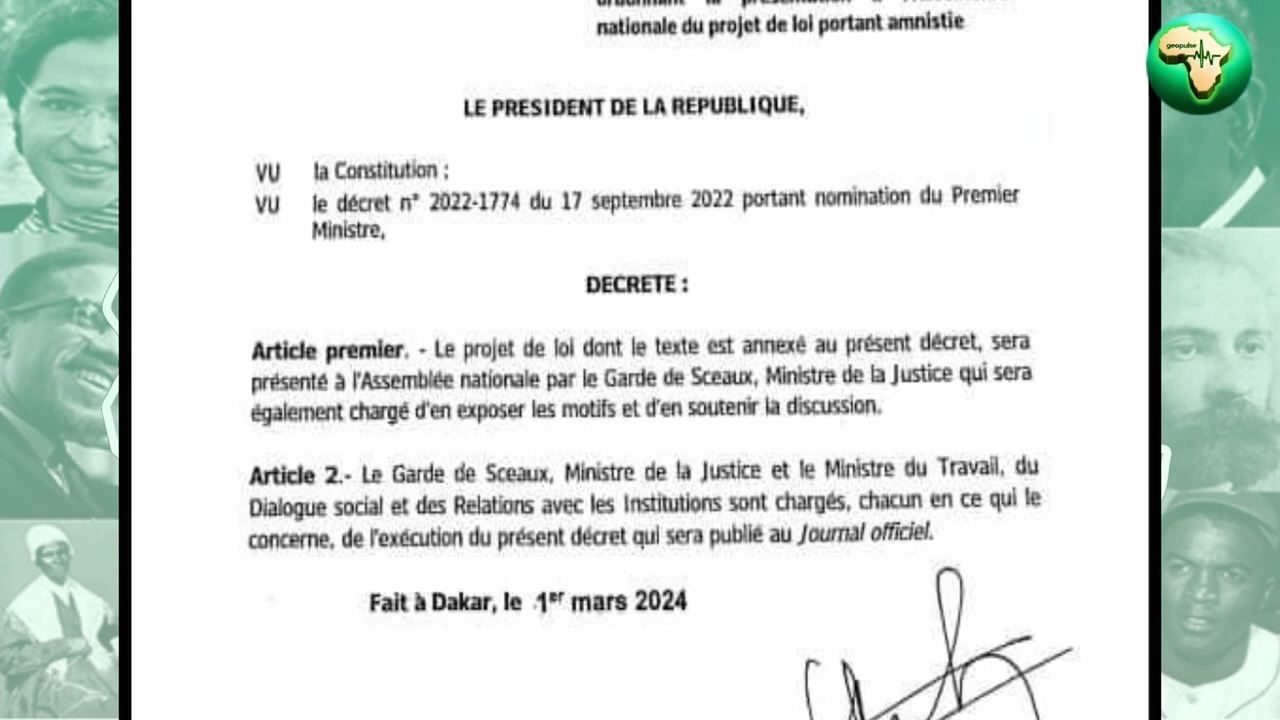 nationale du projet de loi portant amnistie
geopulse
LE PRESIDENT DE LA REPUBLIQUE,
VU la Constitution ;
VU le décret n° 2022-1774 du 17 septembre 2022 portant nomination du Premier
Ministre,
DECRETE :
Article premier. - Le projet de loi dont le texte est annexé au présent décret, sera
présenté à l'Assemblée nationale par le Garde de Sceaux, Ministre de la Justice qui sera
également chargé d'en exposer les motifs et d'en soutenir la discussion.
Article 2.- Le Garde de Sceaux, Ministre de la Justice et le Ministre du Travail, du
Dialogue social et des Relations avec les Institutions sont chargés, chacun en ce qui le
concerne, de l'exécution du présent décret qui sera publié au Journal officiel.
Fait à Dakar, le 1er mars 2024